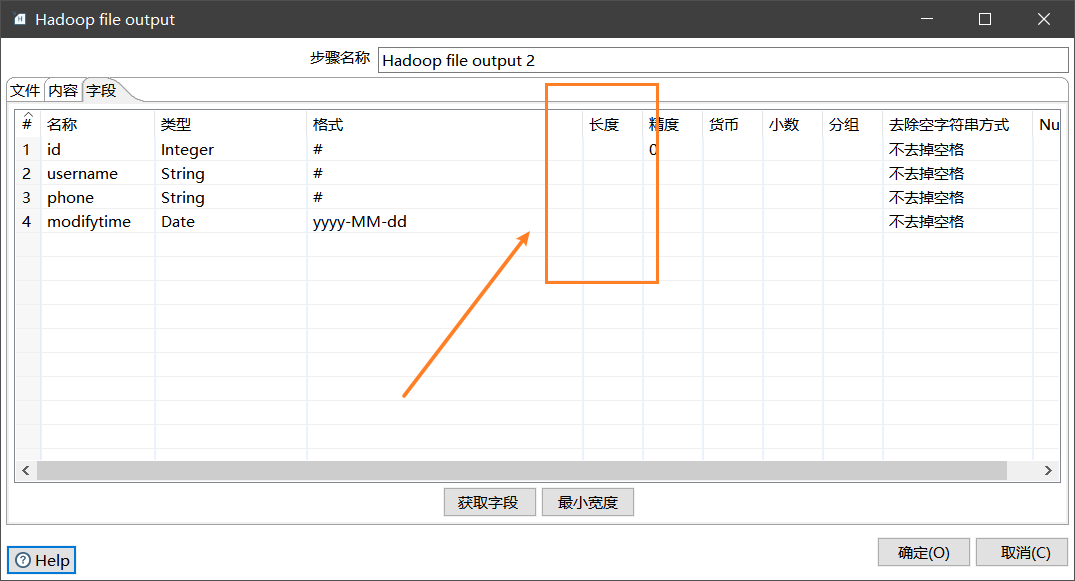 Hadoop file output
步骤名称 Hadoop file output 2
文件 内容 字段
# 名称 类型 格式 长度 精度 货币 小数 分组 去除空字符串方式 Nu
1 id Integer # 0 不去掉空格
2 username String # 不去掉空格
3 phone String # 不去掉空格
4 modifytime Date yyyy-MM-dd 不去掉空格
获取字段 最小宽度
Help 确定(O) 取消(C)